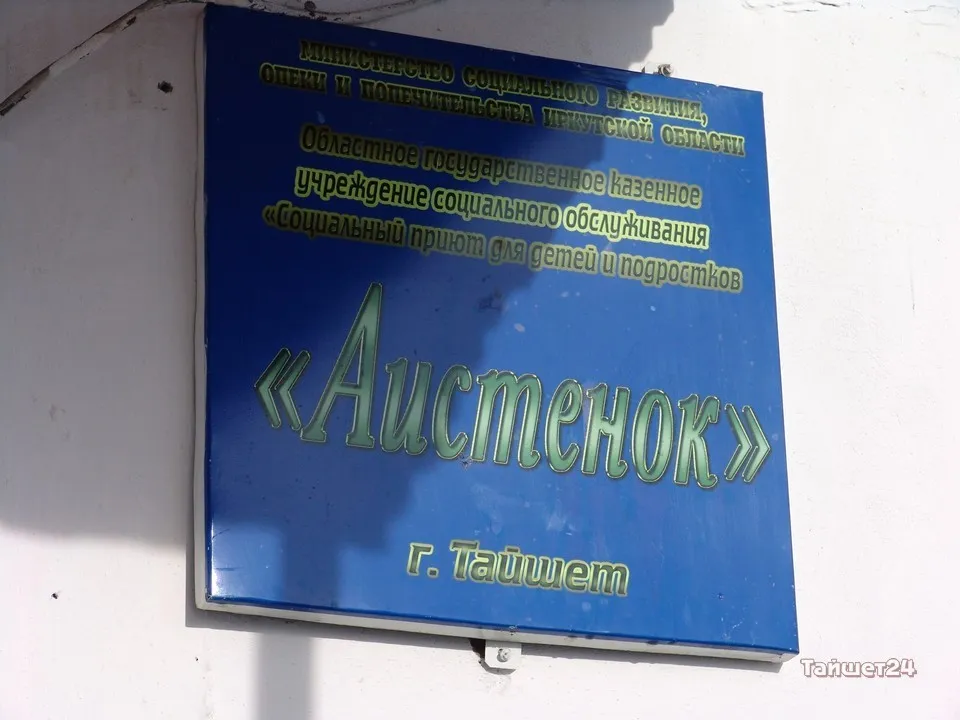 МИНИСТЕРСТВО СОЦИАЛЬНОГО РАЗВИТИЯ,
ОПЕКИ И ПОПЕЧИТЕЛЬСТВА ИРКУТСКОЙ ОБЛАСТИ
Областное государственное казенное
учреждение социального обслуживания
«Социальный приют для детей и подростков
«Аистенок»
г. Тайшет
Тайшет24